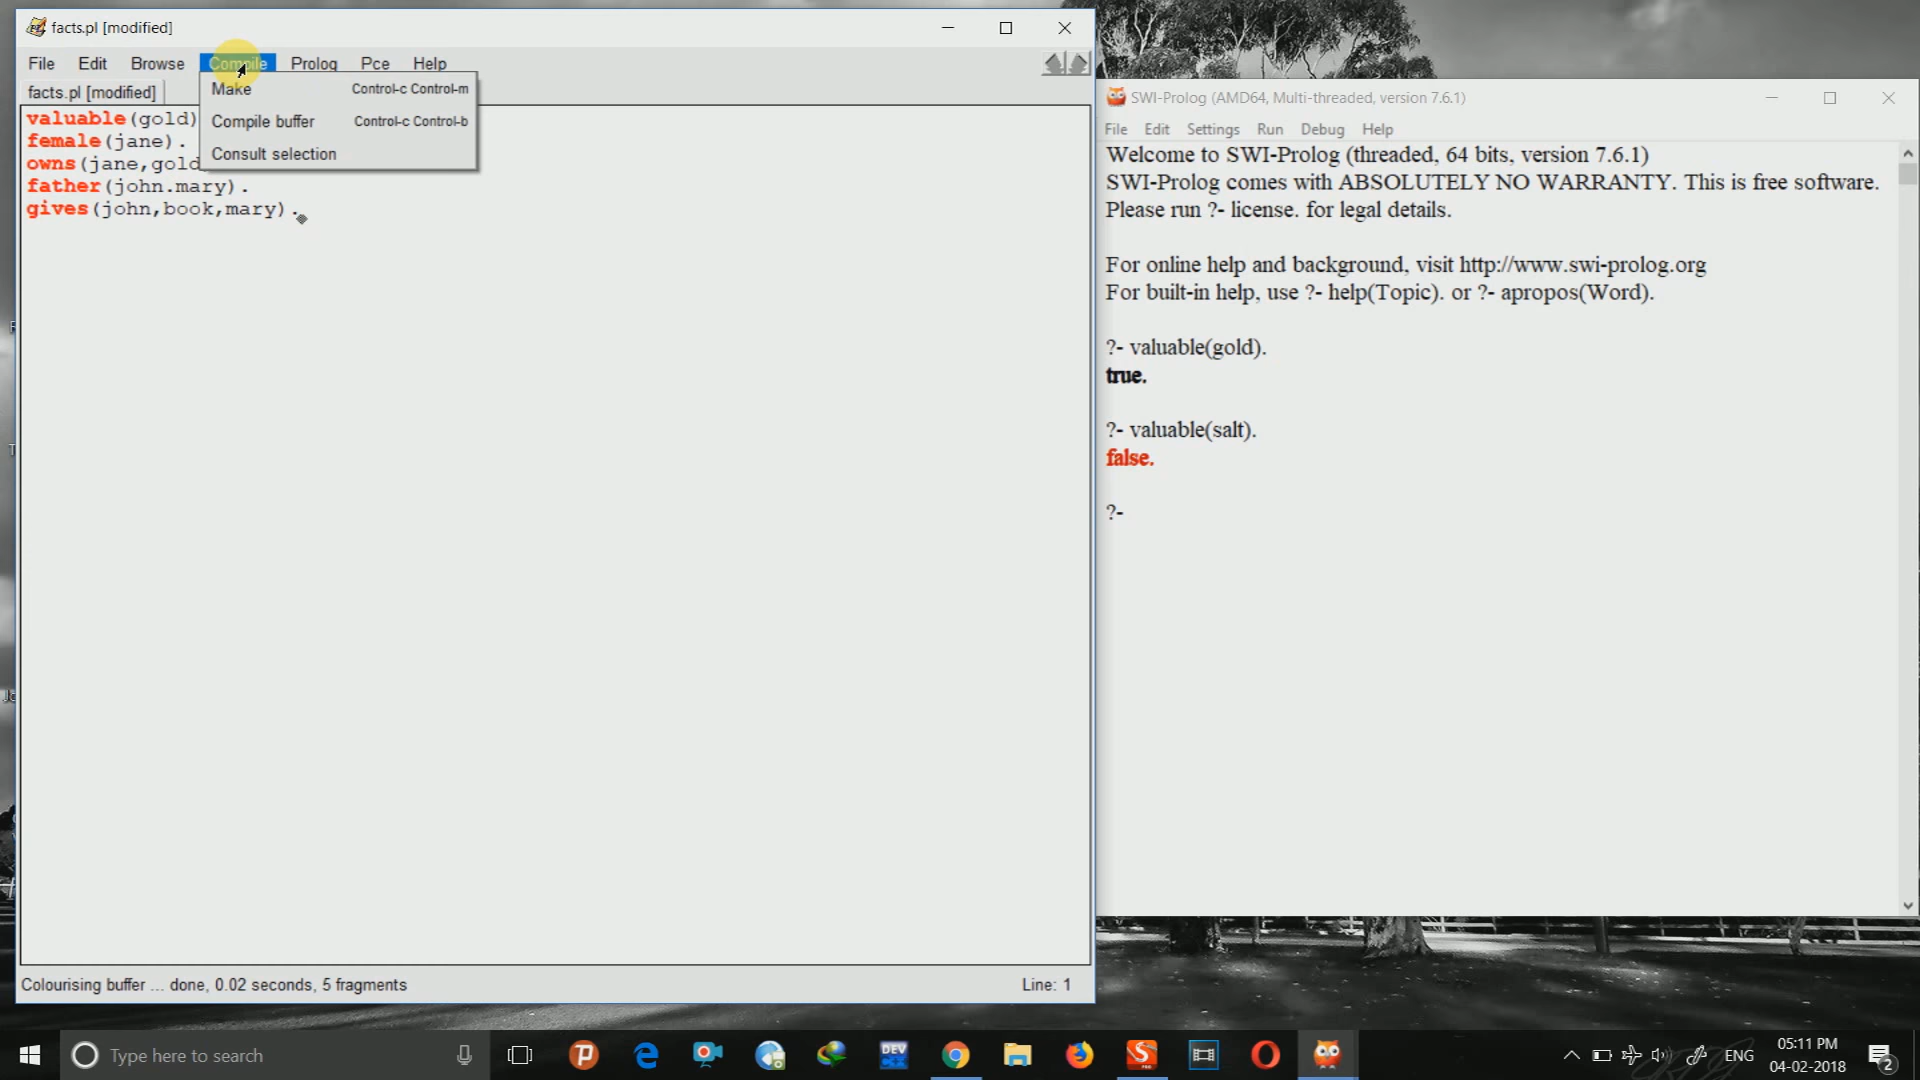 facts.pl [modified]
File Edit Browse Compile Prolog Pce Help
facts.pl [modified]
Make Control-c Control-m
Compile buffer Control-c Control-b
Consult selection
valuable(gold)
female(jane).
owns(jane,gold
father(john.mary).
gives(john,book,mary).
Colourising buffer ... done, 0.02 seconds, 5 fragments
Line: 1
SWI-Prolog (AMD64, Multi-threaded, version 7.6.1)
File Edit Settings Run Debug Help
Welcome to SWI-Prolog (threaded, 64 bits, version 7.6.1)
SWI-Prolog comes with ABSOLUTELY NO WARRANTY. This is free software.
Please run ?- license. for legal details.
For online help and background, visit http://www.swi-prolog.org
For built-in help, use ?- help(Topic). or ?- apropos(Word).
?- valuable(gold).
true.
?- valuable(salt).
false.
?-
Type here to search
DEV
ENG
05:11 PM
04-02-2018
2